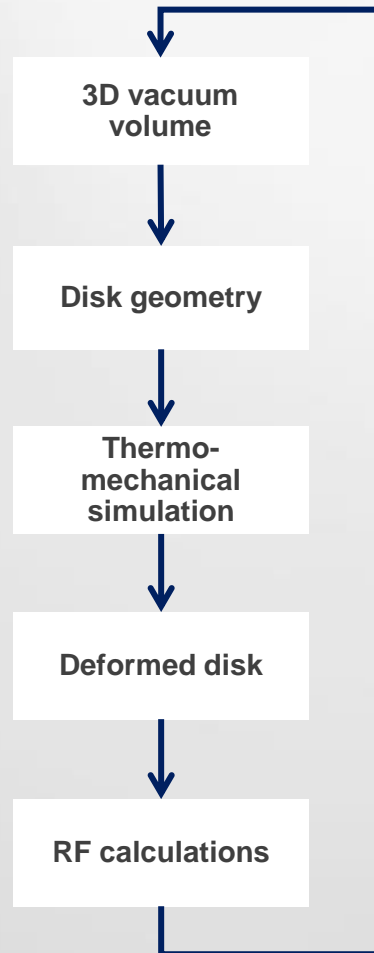 3D vacuum
volume
Disk geometry
Thermo-
mechanical
simulation
Deformed disk
RF calculations